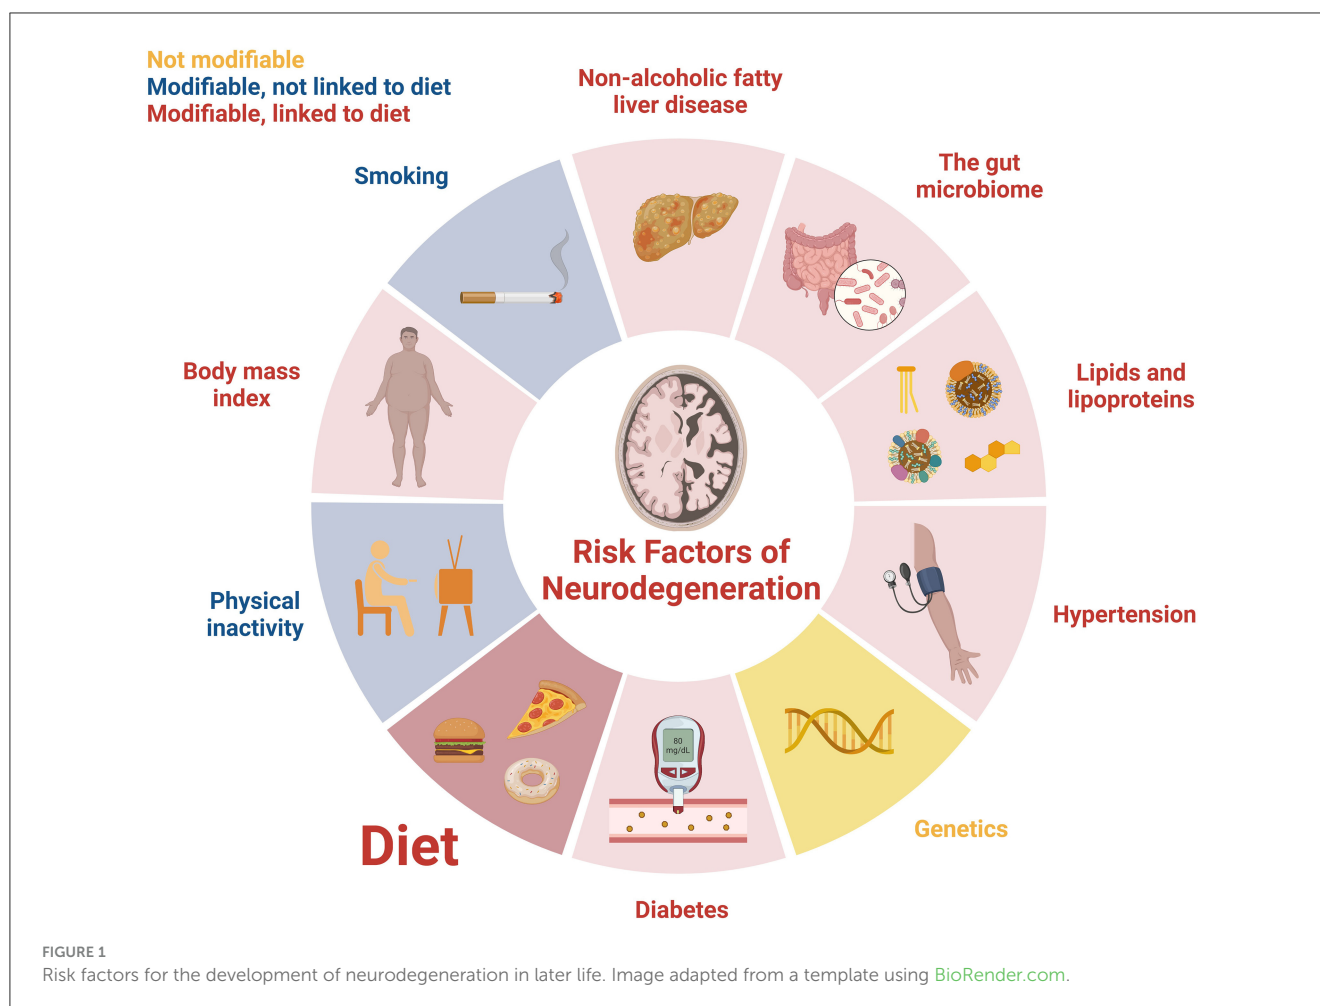 Not modifiable
Modifiable, not linked to diet
Modifiable, linked to diet
Non-alcoholic fatty
liver disease
The gut
microbiome
Smoking
Lipids and
lipoproteins
Body mass
index
Risk Factors of
Neurodegeneration
Hypertension
Physical
inactivity
80
mg/dL
Genetics
Diet
Diabetes
FIGURE 1
Risk factors for the development of neurodegeneration in later life. Image adapted from a template using BioRender.com.